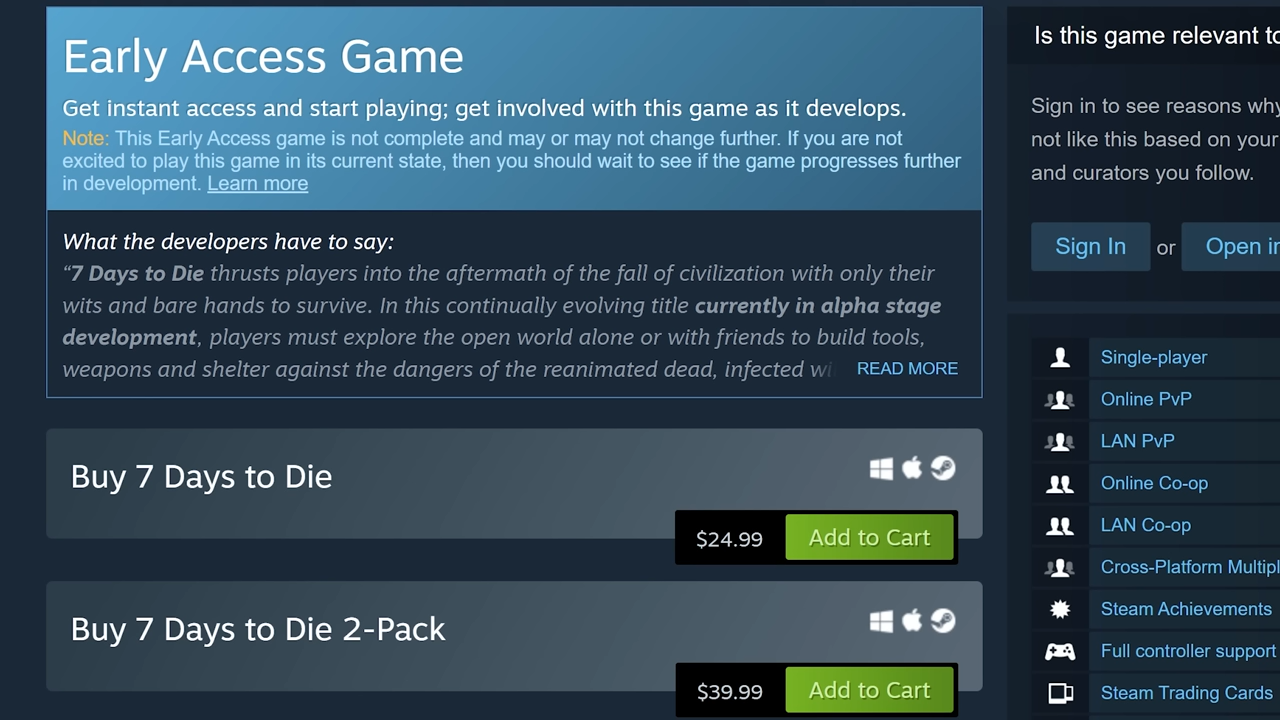 Early Access Game
Get instant access and start playing; get involved with this game as it develops.
Note: This Early Access game is not complete and may or may not change further. If you are not
excited to play this game in its current state, then you should wait to see if the game progresses further
in development. Learn more
What the developers have to say:
“7 Days to Die thrusts players into the aftermath of the fall of civilization with only their
wits and bare hands to survive. In this continually evolving title currently in alpha stage
development, players must explore the open world alone or with friends to build tools,
weapons and shelter against the dangers of the reanimated dead, infected
READ MORE
Buy 7 Days to Die
$24.99
Add to Cart
Buy 7 Days to Die 2-Pack
$39.99
Add to Cart
Is this game relevant to
Sign in to see reasons why
not like this based on your
and curators you follow.
Sign In or Open in
Single-player
Online PvP
LAN PvP
Online Co-op
LAN Co-op
Cross-Platform Multipl
Steam Achievements
Full controller support
Steam Trading Cards